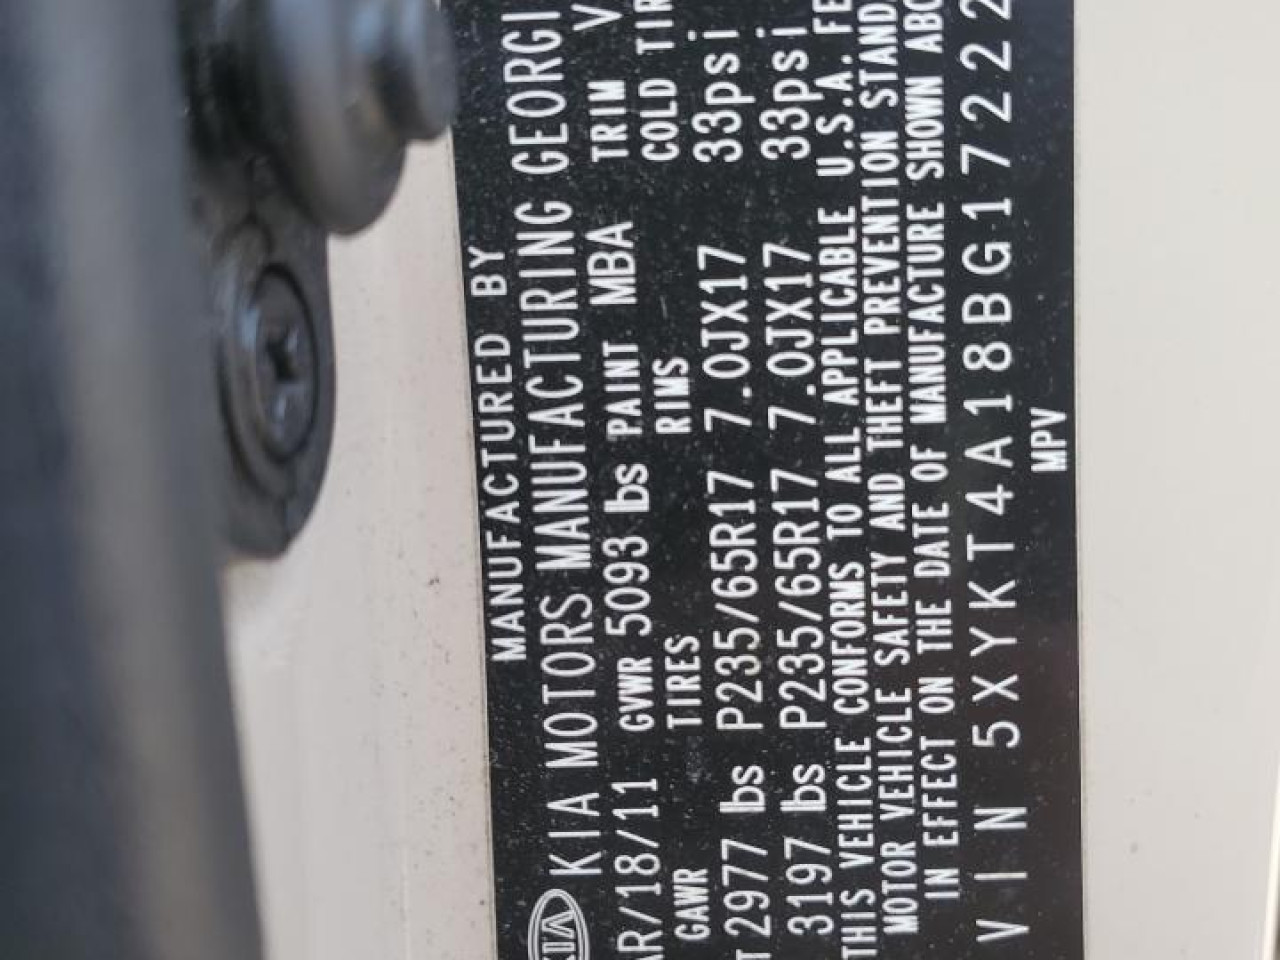 MANUFACTURED BY
KIA KIA MOTORS MANUFACTURING GEORGI
AR/18/11 GVWR 5093 lbs PAINT MBA TRIM V
GAWR TIRES RIMS COLD TIR
T 2977 lbs P235/65R17 7.0JX17 33psi
3197 lbs P235/65R17 7.0JX17 33psi
THIS VEHICLE CONFORMS TO ALL APPLICABLE U.S.A. FE
MOTOR VEHICLE SAFETY AND THEFT PREVENTION STAND
IN EFFECT ON THE DATE OF MANUFACTURE SHOWN ABO
VIN 5XYKT4A18BG17222
MPV